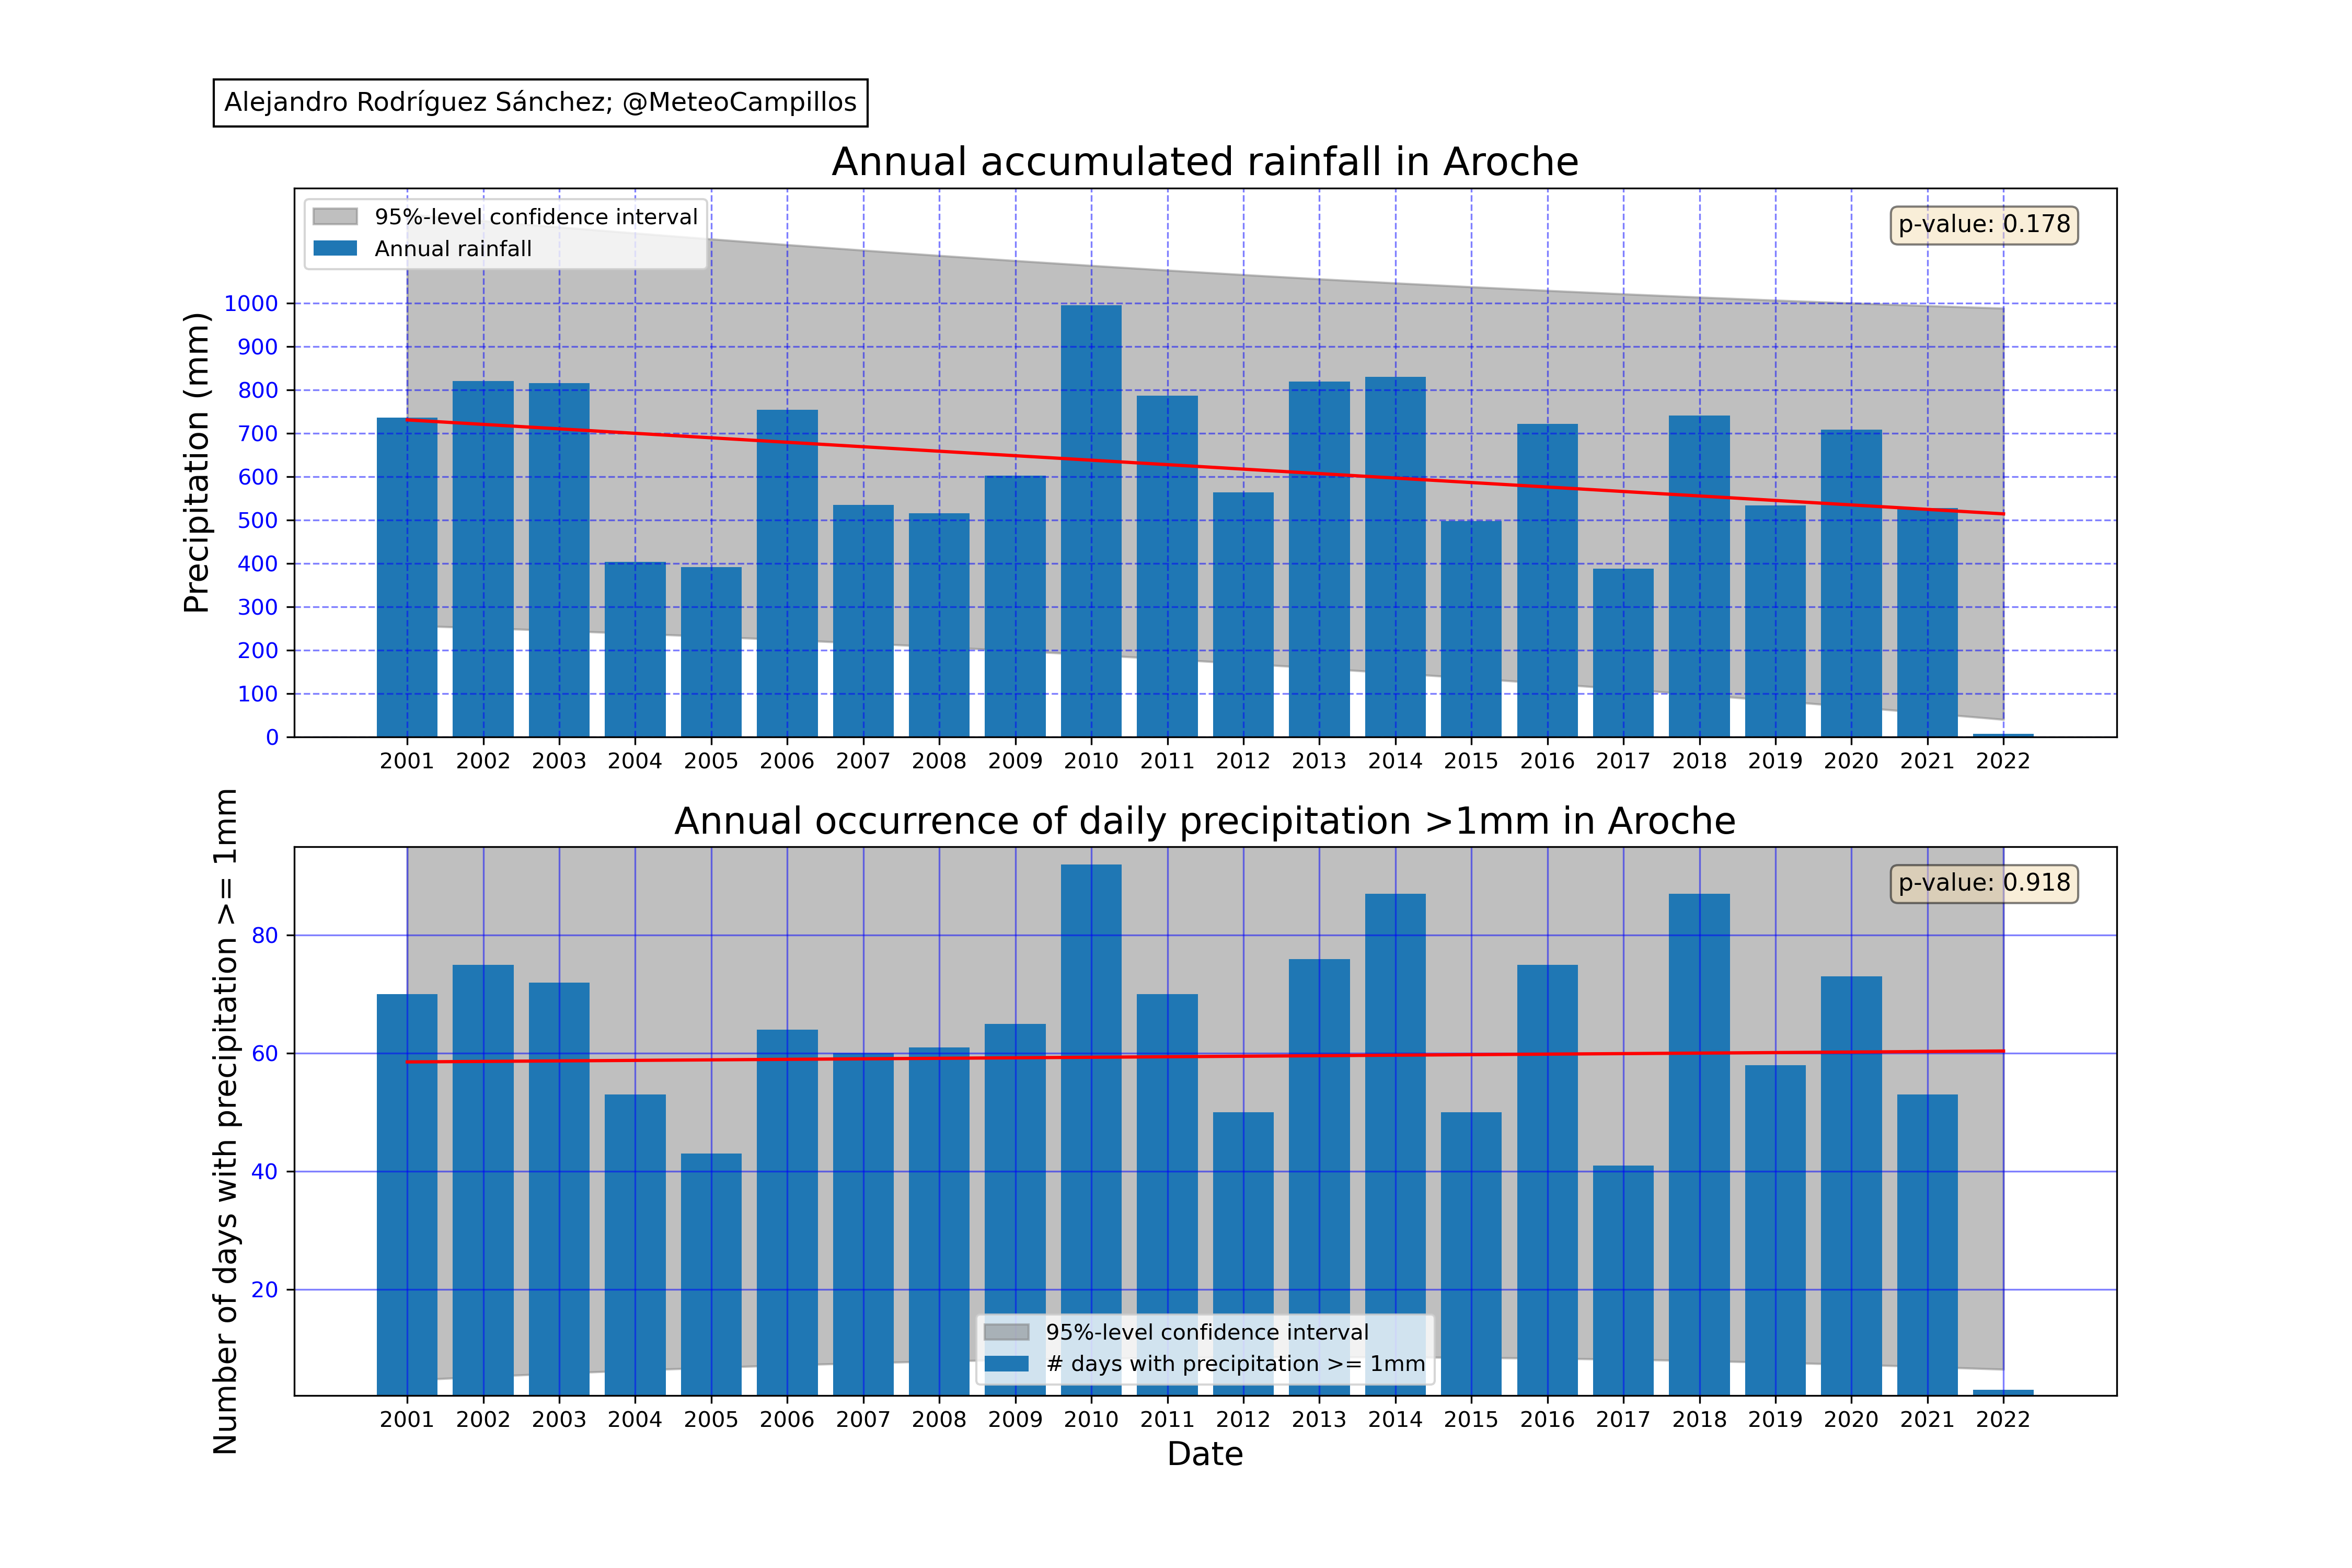 Alejandro Rodríguez Sánchez; @MeteoCampillos
Annual accumulated rainfall in Aroche
95%-level confidence interval
Annual rainfall
p-value: 0.178
Precipitation (mm)
1000
900
800
700
600
500
400
300
200
100
0
2001 2002 2003 2004 2005 2006 2007 2008 2009 2010 2011 2012 2013 2014 2015 2016 2017 2018 2019 2020 2021 2022
Annual occurrence of daily precipitation >1mm in Aroche
p-value: 0.918
Number of days with precipitation >= 1mm
80
60
40
20
95%-level confidence interval
# days with precipitation >= 1mm
2001 2002 2003 2004 2005 2006 2007 2008 2009 2010 2011 2012 2013 2014 2015 2016 2017 2018 2019 2020 2021 2022
Date